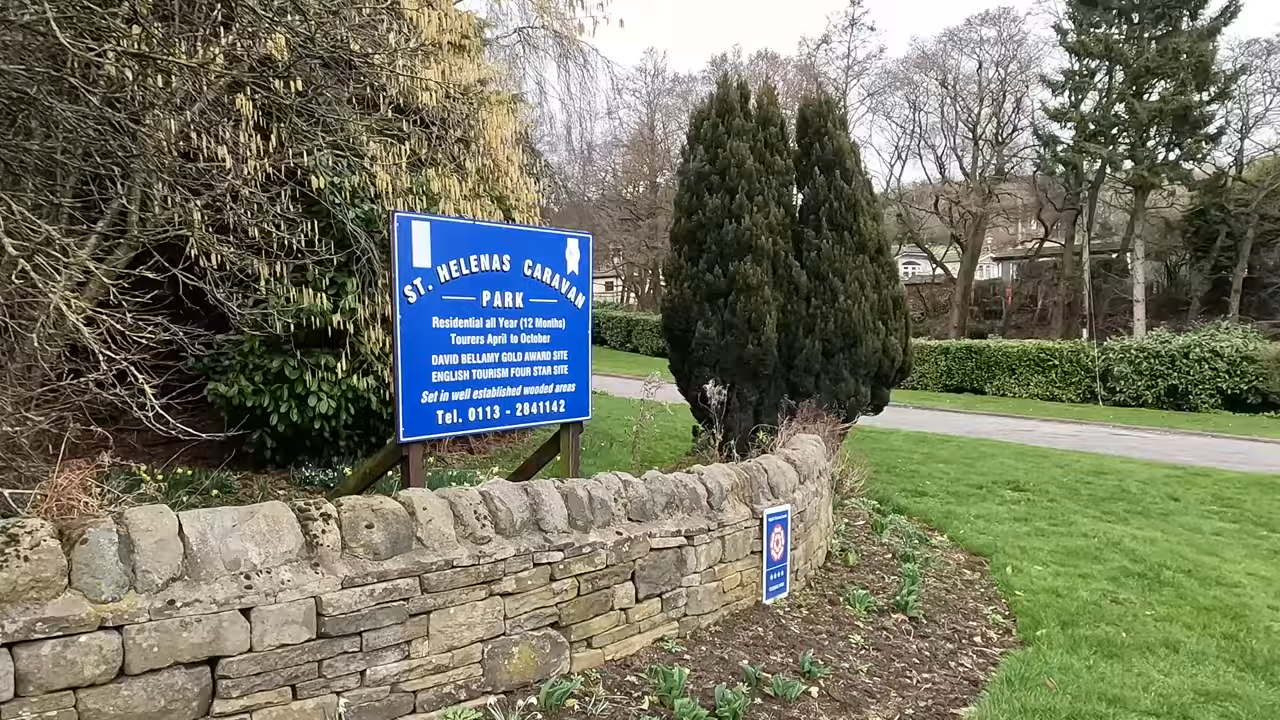 ST. HELENAS CARAVAN
PARK
Residential all Year (12 Months)
Tourers April to October
DAVID BELLAMY GOLD AWARD SITE
ENGLISH TOURISM FOUR STAR SITE
Set in well established wooded areas
Tel. 0113 - 2841142